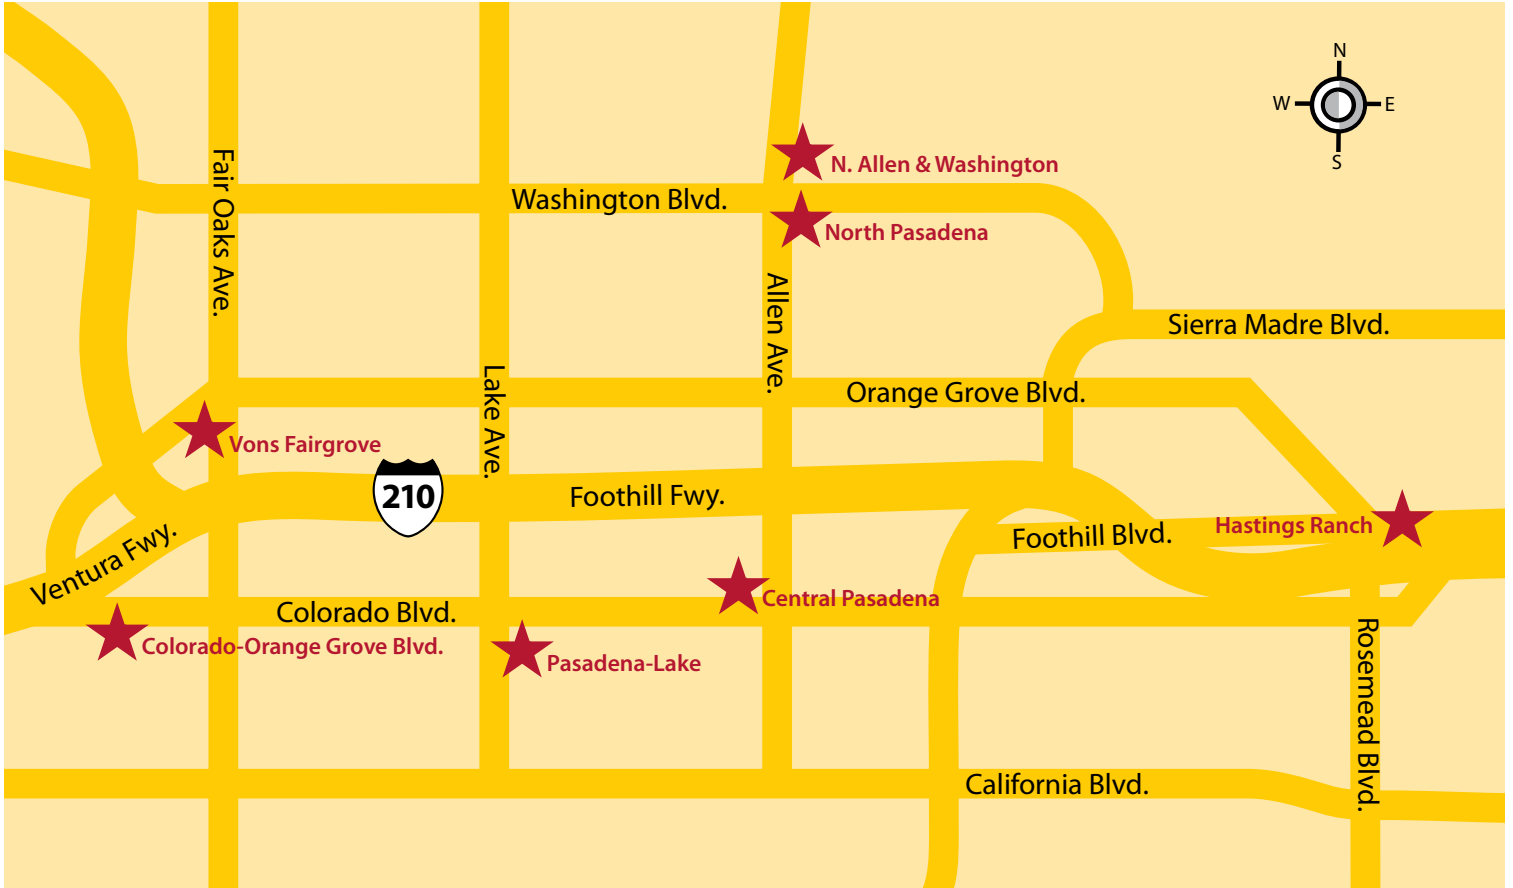 N
W
E
S
Fair Oaks Ave.
N. Allen & Washington
Washington Blvd.
North Pasadena
Allen Ave.
Sierra Madre Blvd.
Lake Ave.
Orange Grove Blvd.
Vons Fairgrove
210
Foothill Fwy.
Hastings Ranch
Foothill Blvd.
Ventura Fwy.
Central Pasadena
Colorado Blvd.
Colorado-Orange Grove Blvd.
Pasadena-Lake
Rosemead Blvd.
California Blvd.